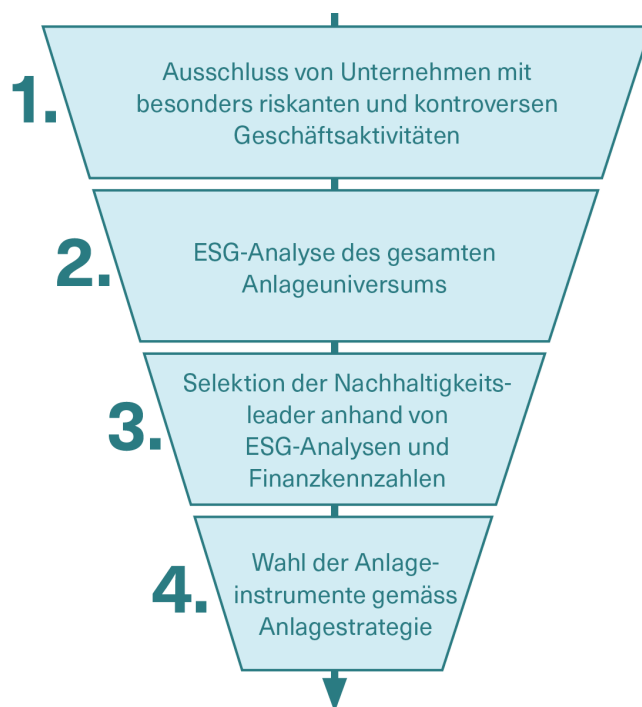 1.
Ausschluss von Unternehmen mit
besonders riskanten und kontroversen
Geschäftsaktivitäten
2.
ESG-Analyse des gesamten
Anlageuniversums
3.
Selektion der Nachhaltigkeits-
leader anhand von
ESG-Analysen und
Finanzkennzahlen
4.
Wahl der Anlage-
instrumente gemäss
Anlagestrategie